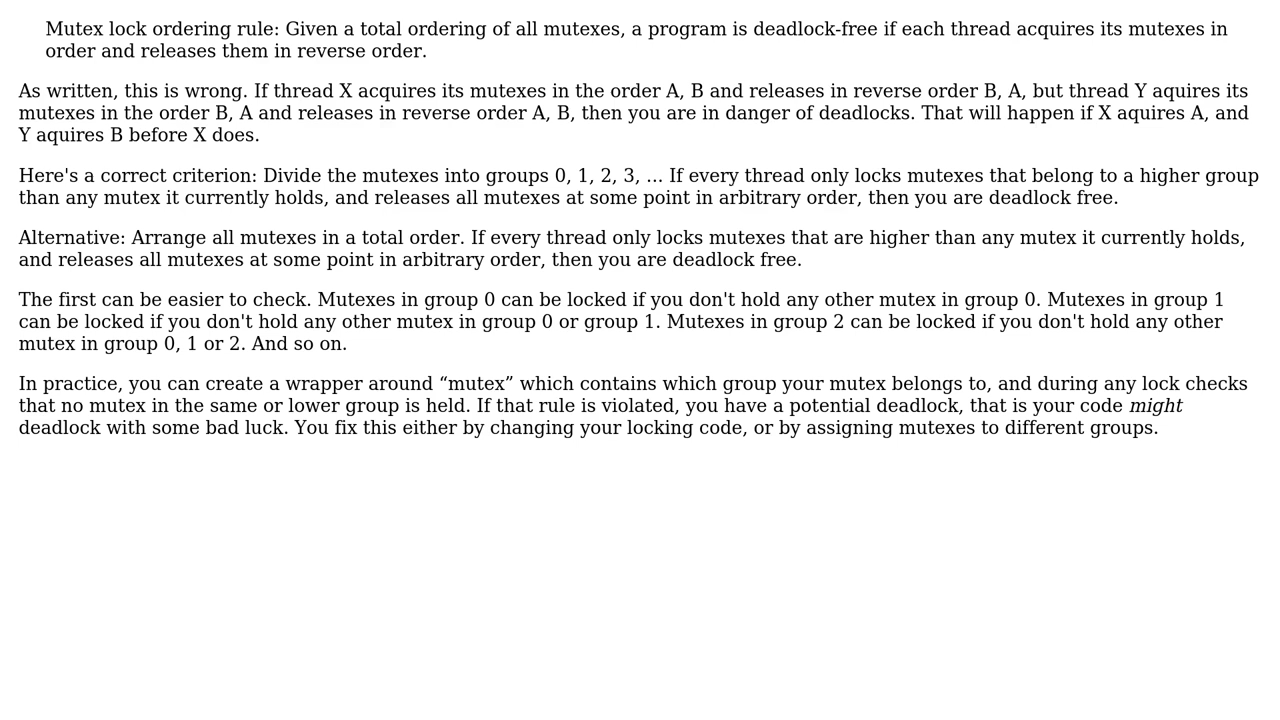 Mutex lock ordering rule: Given a total ordering of all mutexes, a program is deadlock-free if each thread acquires its mutexes in
order and releases them in reverse order.
As written, this is wrong. If thread X acquires its mutexes in the order A, B and releases in reverse order B, A, but thread Y aquires its
mutexes in the order B, A and releases in reverse order A, B, then you are in danger of deadlocks. That will happen if X aquires A, and
Y aquires B before X does.
Here's a correct criterion: Divide the mutexes into groups 0, 1, 2, 3, ... If every thread only locks mutexes that belong to a higher group
than any mutex it currently holds, and releases all mutexes at some point in arbitrary order, then you are deadlock free.
Alternative: Arrange all mutexes in a total order. If every thread only locks mutexes that are higher than any mutex it currently holds,
and releases all mutexes at some point in arbitrary order, then you are deadlock free.
The first can be easier to check. Mutexes in group 0 can be locked if you don't hold any other mutex in group 0. Mutexes in group 1
can be locked if you don't hold any other mutex in group 0 or group 1. Mutexes in group 2 can be locked if you don't hold any other
mutex in group 0, 1 or 2. And so on.
In practice, you can create a wrapper around “mutex” which contains which group your mutex belongs to, and during any lock checks
that no mutex in the same or lower group is held. If that rule is violated, you have a potential deadlock, that is your code might
deadlock with some bad luck. You fix this either by changing your locking code, or by assigning mutexes to different groups.